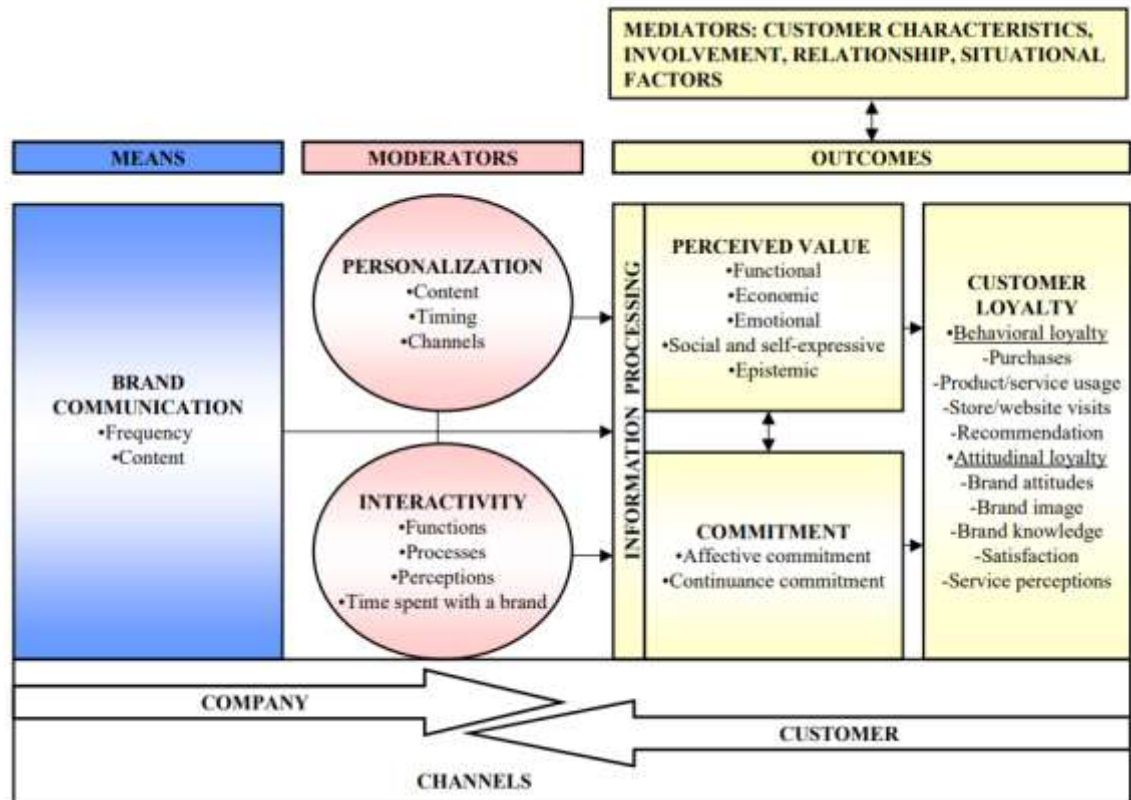 MEDIATORS: CUSTOMER CHARACTERISTICS,
INVOLVEMENT, RELATIONSHIP, SITUATIONAL
FACTORS
MEANS
MODERATORS
OUTCOMES
BRAND
COMMUNICATION
•Frequency
•Content
PERSONALIZATION
•Content
•Timing
•Channels
INTERACTIVITY
•Functions
•Processes
•Perceptions
•Time spent with a brand
INFORMATION PROCESSING
PERCEIVED VALUE
•Functional
•Economic
•Emotional
•Social and self-expressive
•Epistemic
COMMITMENT
•Affective commitment
•Continuance commitment
CUSTOMER
LOYALTY
•Behavioral loyalty
-Purchases
-Product/service usage
-Store/website visits
-Recommendation
•Attitudinal loyalty
-Brand attitudes
-Brand image
-Brand knowledge
-Satisfaction
-Service perceptions
COMPANY
CUSTOMER
CHANNELS